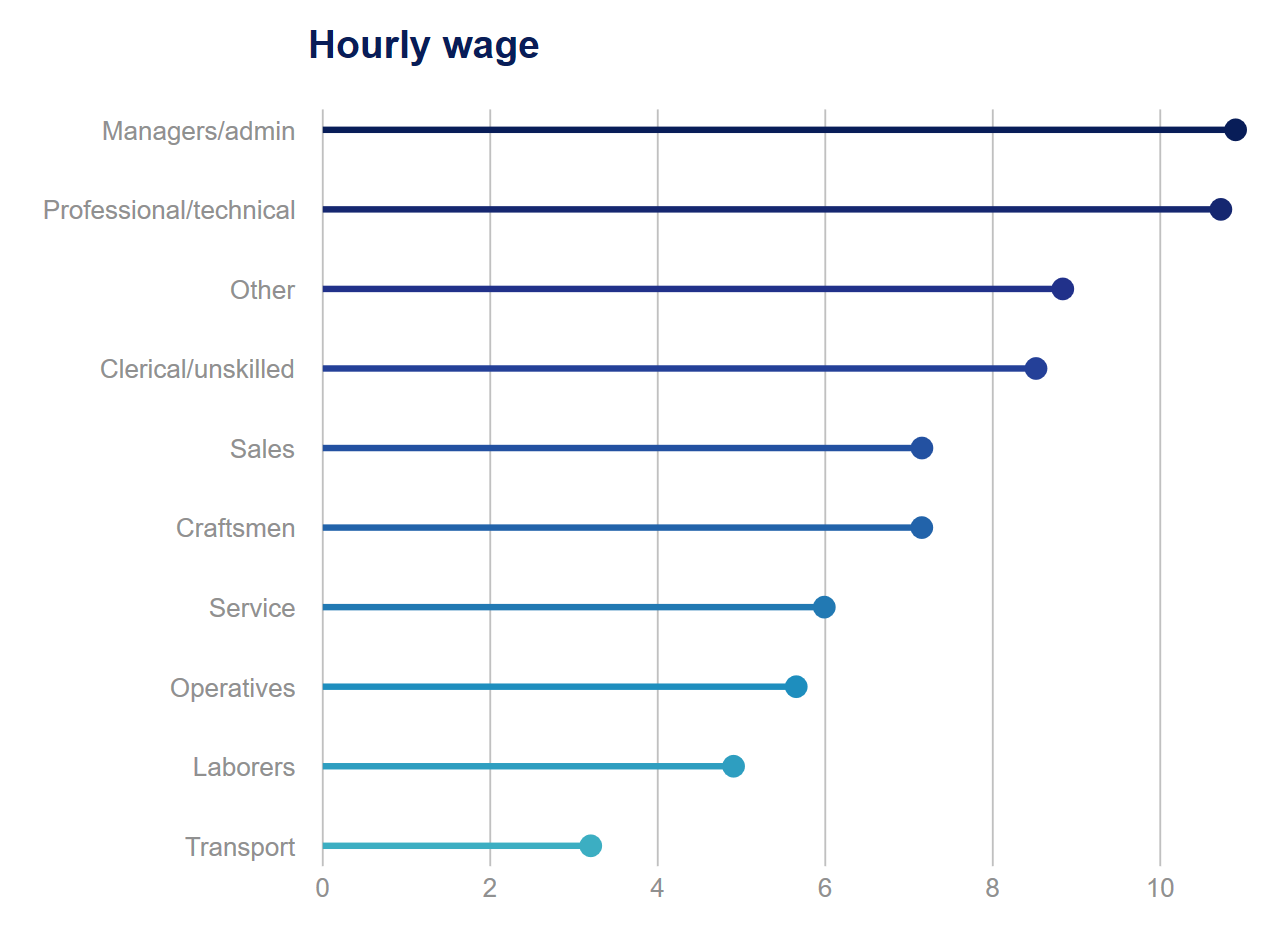 Hourly wage
Managers/admin
Professional/technical
Other
Clerical/unskilled
Sales
Craftsmen
Service
Operatives
Laborers
Transport
0 2 4 6 8 10